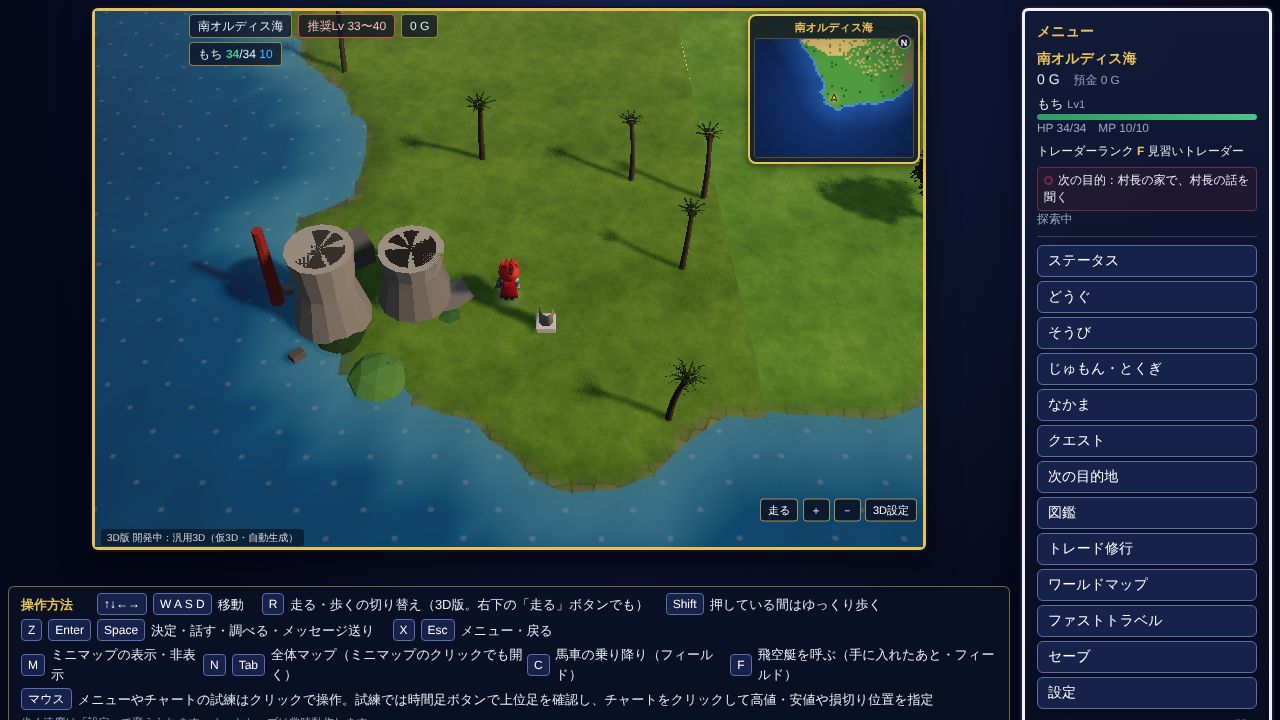 南オルディス海 推奨Lv 33〜40 0 G
もち 34/34 10
南オルディス海
N
走る ＋ － 3D設定
3D版 開発中：汎用3D（仮3D・自動生成）
メニュー
南オルディス海
0 G 預金 0 G
もち Lv1
HP 34/34 MP 10/10
トレーダーランク F 見習いトレーダー
次の目的：村長の家で、村長の話を
聞く
探索中
ステータス
どうぐ
そうび
じゅもん・とくぎ
なかま
クエスト
次の目的地
図鑑
トレード修行
ワールドマップ
ファストトラベル
セーブ
設定
操作方法 ↑↓←→ W A S D 移動 R 走る・歩くの切り替え（3D版。右下の「走る」ボタンでも） Shift 押している間はゆっくり歩く
Z Enter Space 決定・話す・調べる・メッセージ送り X Esc メニュー・戻る
M ミニマップの表示・非表示 N Tab 全体マップ（ミニマップのクリックでも開く） C 馬車の乗り降り（フィールド） F 飛空艇を呼ぶ（手に入れたあと・フィールド）
マウス メニューやチャートの試練はクリックで操作。試練では時間足ボタンで上位足を確認し、チャートをクリックして高値・安値や損切り位置を指定